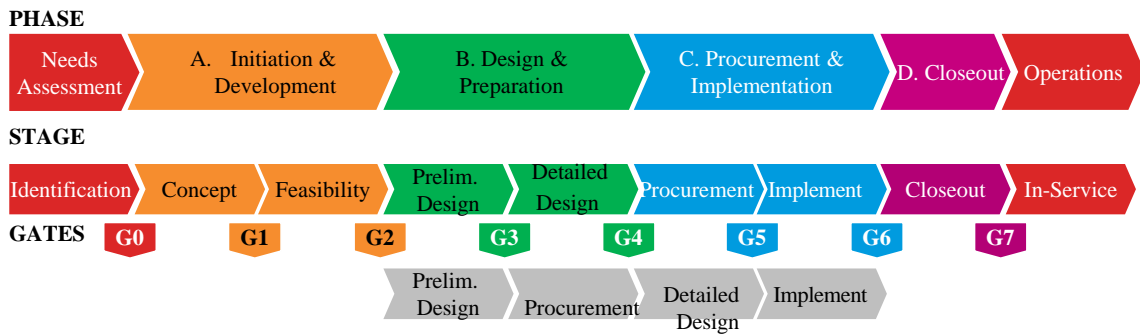 PHASE
Needs
Assessment
A. Initiation &
Development
B. Design &
Preparation
C. Procurement &
Implementation
D. Closeout
Operations
STAGE
Identification
Concept
Feasibility
Prelim.
Design
Detailed
Design
Procurement
Implement
Closeout
In-Service
GATES
G0
G1
G2
G3
G4
G5
G6
G7
Prelim.
Design
Procurement
Detailed
Design
Implement